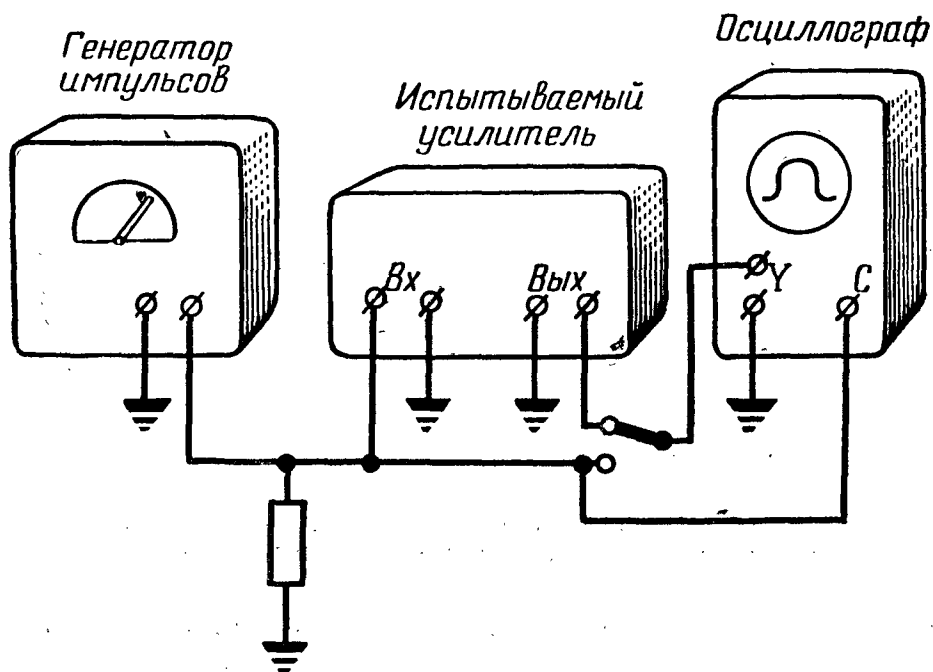 Генератор
импульсов
Испытываемый
усилитель
Осциллограф
Вх
Вых
Y
C